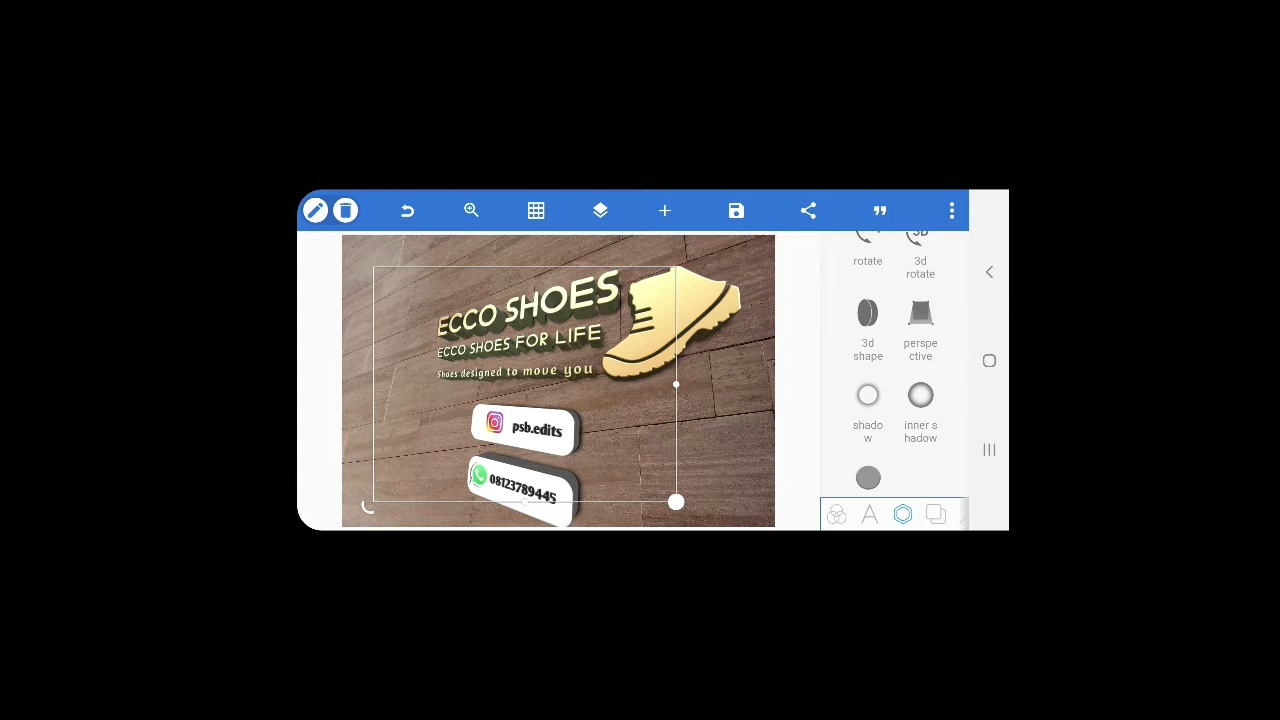 ECCO SHOES
ECCO SHOES FOR LIFE
Shoes designed to move you
psb.edits
08123789445
3D
rotate
3d
rotate
3d
shape
perspe
ctive
shado
w
inner s
hadow
A